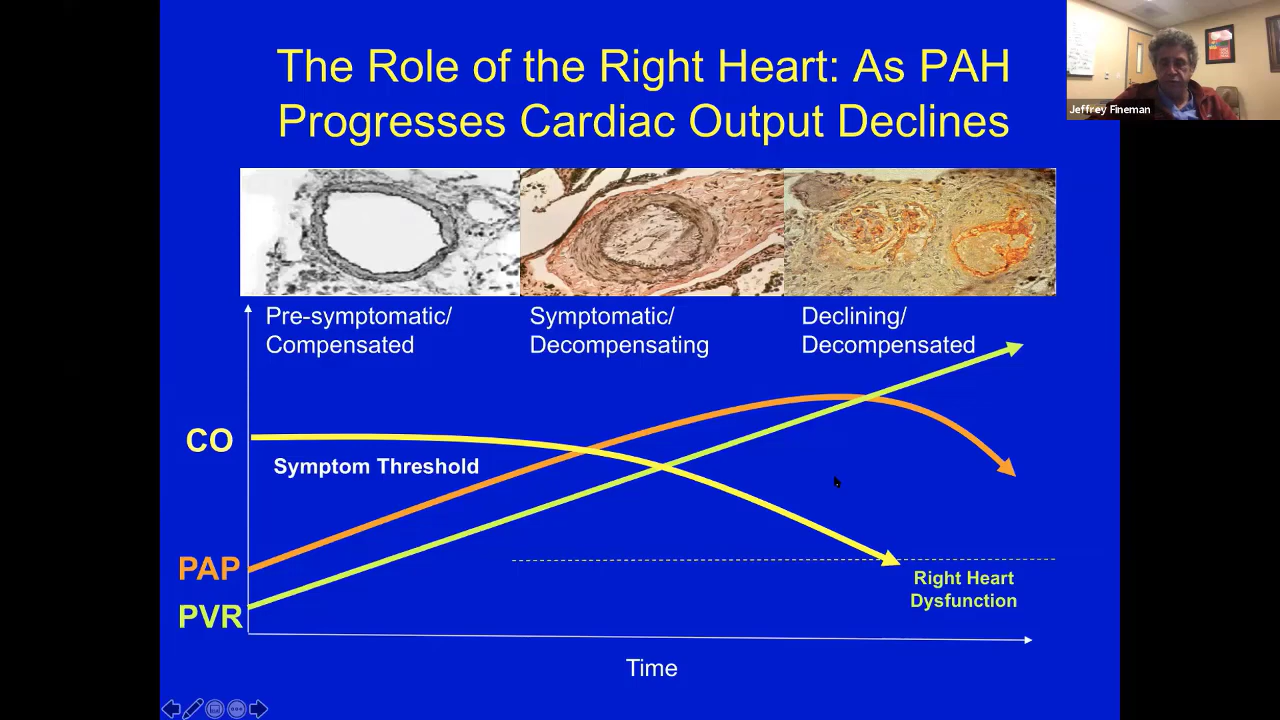 The Role of the Right Heart: As PAH
Progresses Cardiac Output Declines
Jeffrey Fineman
Pre-symptomatic/
Compensated
Symptomatic/
Decompensating
Declining/
Decompensated
CO
Symptom Threshold
PAP
PVR
Right Heart
Dysfunction
Time